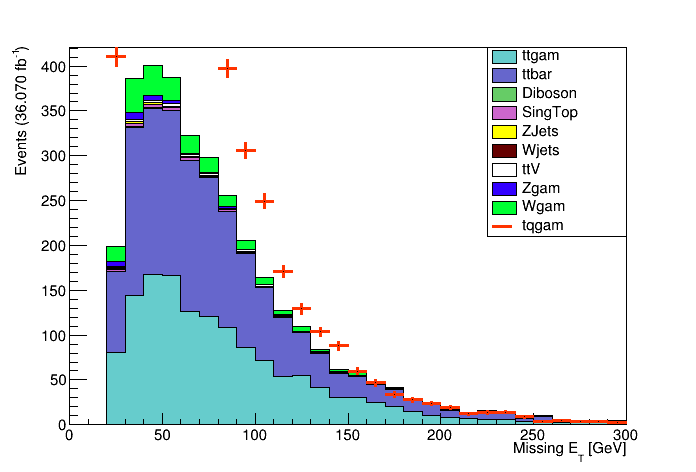 Events (36.070 fb⁻¹)
400
350
300
250
200
150
100
50
0
0 50 100 150 200 250 300
Missing E_T [GeV]
ttgam
ttbar
Diboson
SingTop
ZJets
Wjets
ttV
Zgam
Wgam
tqgam